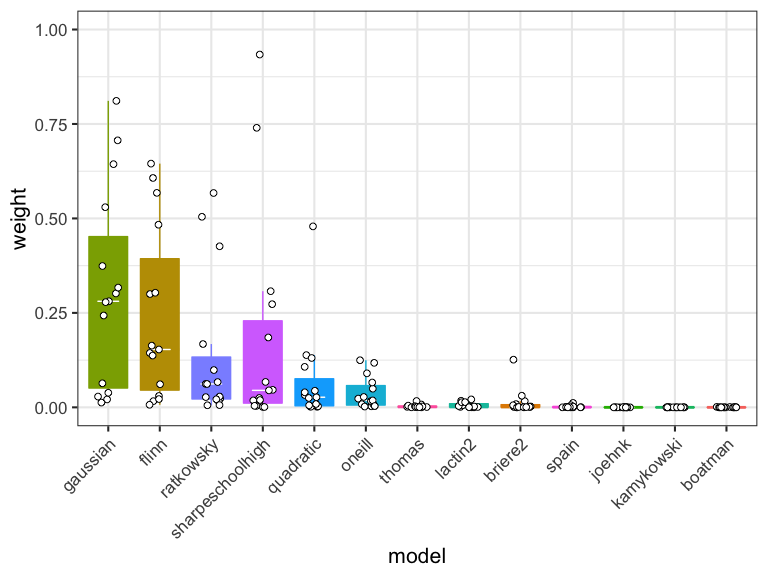 1.00
0.75
0.50
0.25
0.00
weight
gaussian
flinn
ratkowsky
sharpeschoolhigh
quadratic
oneill
thomas
lactin2
briere2
spain
joehnk
kamykowski
boatman
model